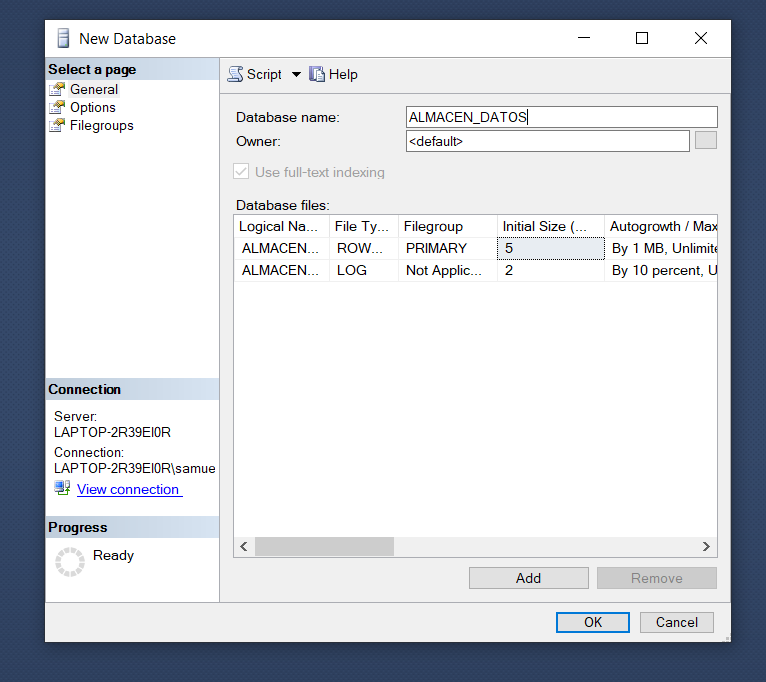 New Database
Select a page
General
Options
Filegroups
Script
Help
Database name:
ALMACEN_DATOS
Owner:
<default>
Use full-text indexing
Database files:
Logical Na... File Ty... Filegroup Initial Size (... Autogrowth / Max
ALMACEN... ROW... PRIMARY 5 By 1 MB, Unlimite
ALMACEN... LOG Not Applic... 2 By 10 percent, U
Connection
Server:
LAPTOP-2R39EI0R
Connection:
LAPTOP-2R39EI0R\samue
View connection
Progress
Ready
Add
Remove
OK
Cancel